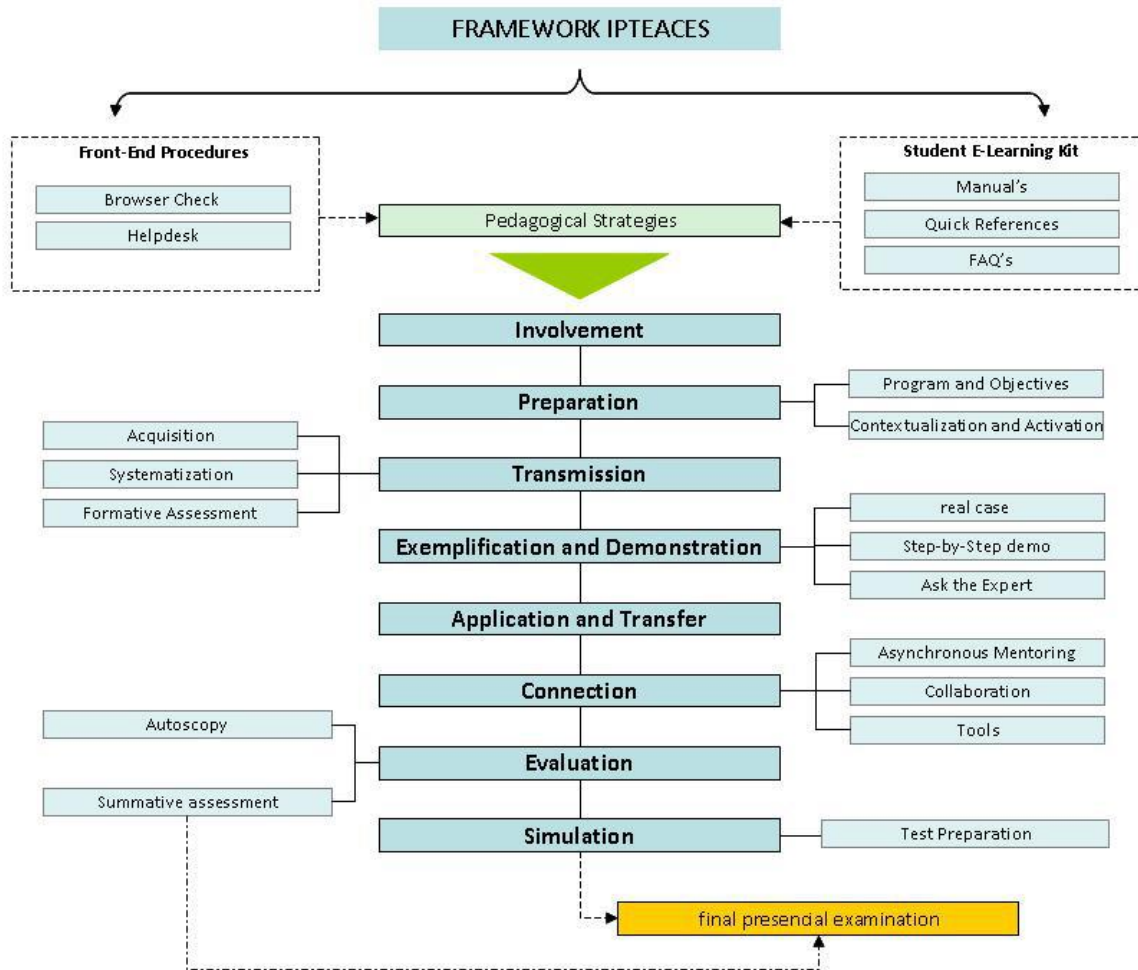 FRAMEWORK IPTEACES
Front-End Procedures
Browser Check
Helpdesk
Student E-Learning Kit
Manual's
Quick References
FAQ's
Pedagogical Strategies
Involvement
Preparation
Program and Objectives
Contextualization and Activation
Acquisition
Systematization
Formative Assessment
Transmission
Exemplification and Demonstration
real case
Step-by-Step demo
Ask the Expert
Application and Transfer
Connection
Asynchronous Mentoring
Collaboration
Tools
Autoscopy
Summative assessment
Evaluation
Simulation
Test Preparation
final presencial examination